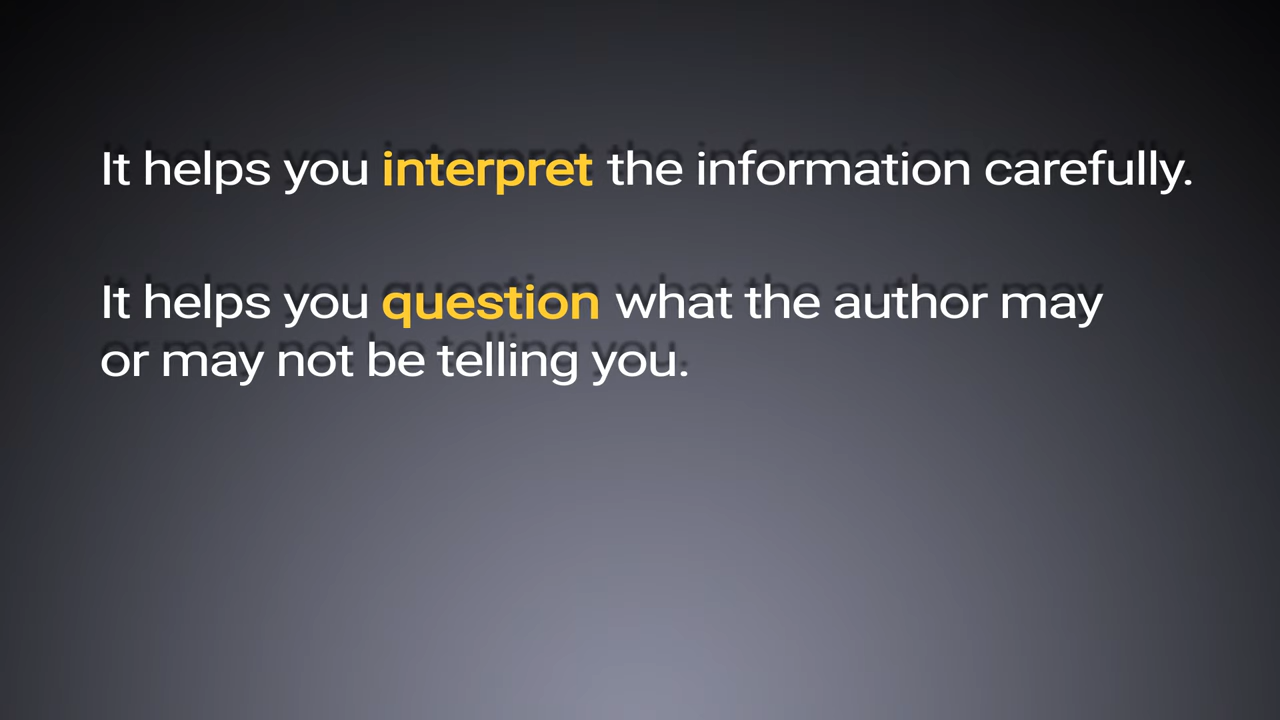 It helps you interpret the information carefully.
It helps you question what the author may
or may not be telling you.